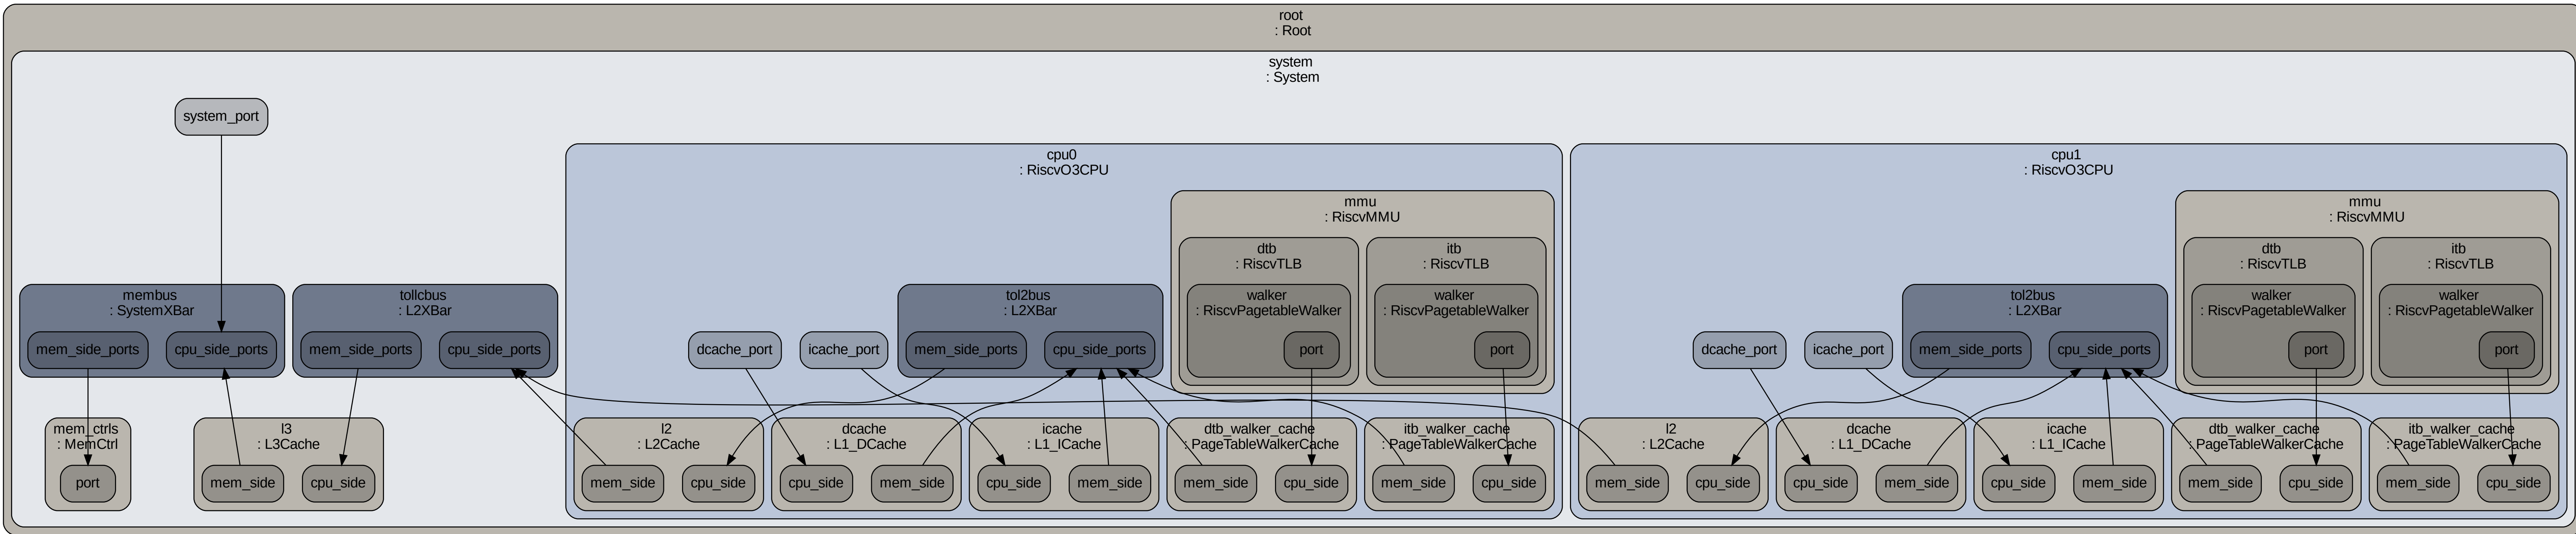 root
: Root
system
: System
system_port
cpu0
: RiscvO3CPU
cpu1
: RiscvO3CPU
mmu
: RiscvMMU
mmu
: RiscvMMU
dtb
: RiscvTLB
itb
: RiscvTLB
dtb
: RiscvTLB
itb
: RiscvTLB
membus
: SystemXBar
tollcbus
: L2XBar
tol2bus
: L2XBar
walker
: RiscvPagetableWalker
walker
: RiscvPagetableWalker
tol2bus
: L2XBar
walker
: RiscvPagetableWalker
walker
: RiscvPagetableWalker
mem_side_ports
cpu_side_ports
mem_side_ports
cpu_side_ports
dcache_port
icache_port
mem_side_ports
cpu_side_ports
port
port
dcache_port
icache_port
mem_side_ports
cpu_side_ports
port
port
mem_ctrls
: MemCtrl
l3
: L3Cache
l2
: L2Cache
dcache
: L1_DCache
icache
: L1_ICache
dtb_walker_cache
: PageTableWalkerCache
itb_walker_cache
: PageTableWalkerCache
l2
: L2Cache
dcache
: L1_DCache
icache
: L1_ICache
dtb_walker_cache
: PageTableWalkerCache
itb_walker_cache
: PageTableWalkerCache
port
mem_side
cpu_side
mem_side
cpu_side
cpu_side
mem_side
cpu_side
mem_side
mem_side
cpu_side
mem_side
cpu_side
mem_side
cpu_side
cpu_side
mem_side
cpu_side
mem_side
mem_side
cpu_side
mem_side
cpu_side